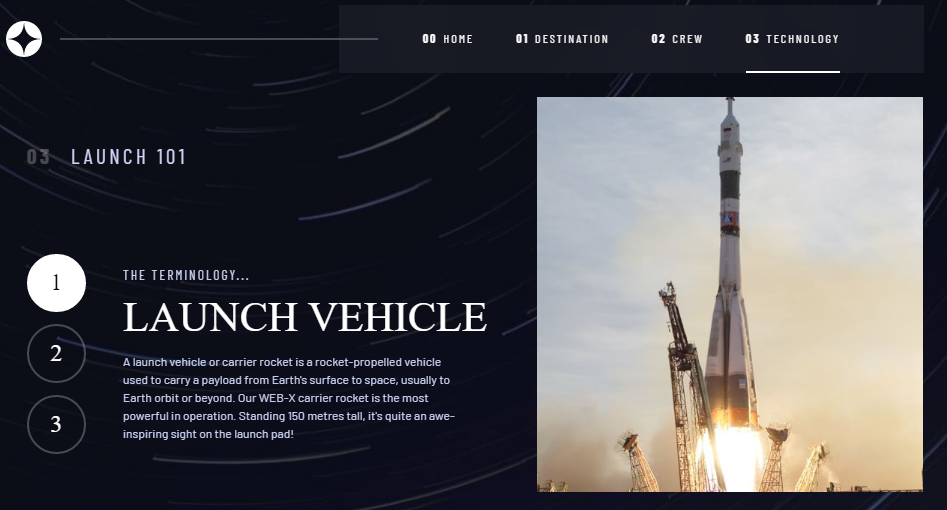 00 HOME
01 DESTINATION
02 CREW
03 TECHNOLOGY
03 LAUNCH 101
1
THE TERMINOLOGY...
LAUNCH VEHICLE
2
A launch vehicle or carrier rocket is a rocket-propelled vehicle
used to carry a payload from Earth's surface to space, usually to
Earth orbit or beyond. Our WEB-X carrier rocket is the most
powerful in operation. Standing 150 metres tall, it's quite an awe-
inspiring sight on the launch pad!
3